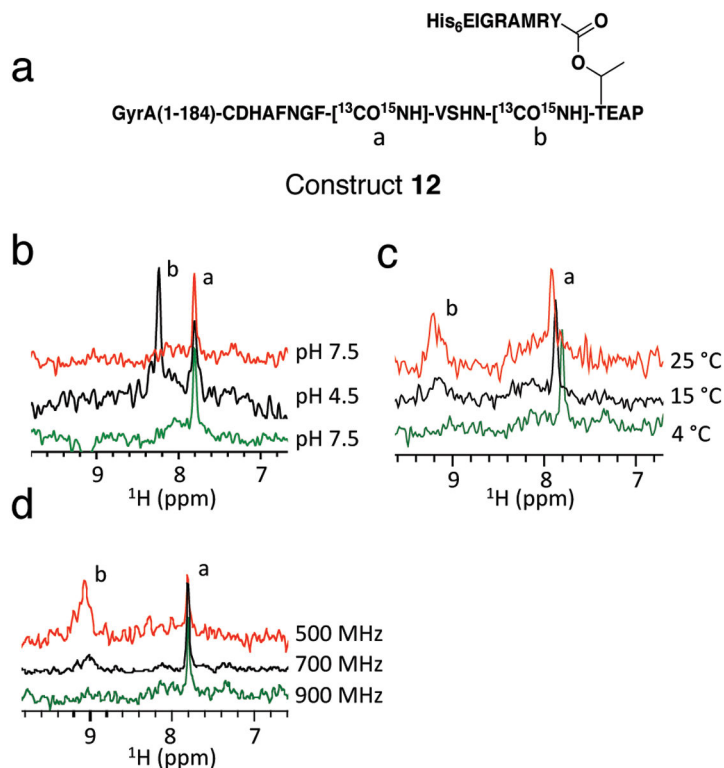 a
His₆EIGRAMRY
O
O
GyrA(1-184)-CDHAFNGF-[¹³CO¹⁵NH]-VSHN-[¹³CO¹⁵NH]-TEAP
a b
Construct 12
b
b a
pH 7.5
pH 4.5
pH 7.5
9 8 7
¹H (ppm)
c
a
b
25 °C
15 °C
4 °C
9 8 7
¹H (ppm)
d
b a
500 MHz
700 MHz
900 MHz
9 8 7
¹H (ppm)